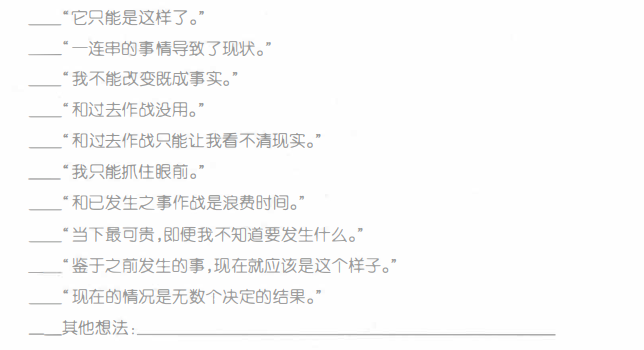 ____“它只能是这样了。”
____“一连串的事情导致了现状。”
____“我不能改变既成事实。”
____“和过去作战没用。”
____“和过去作战只能让我看不清现实。”
____“我只能抓住眼前。”
____“和已发生之事作战是浪费时间。”
____“当下最可贵,即便我不知道要发生什么。”
____“鉴于之前发生的事,现在就应该是这个样子。”
____“现在的情况是无数个决定的结果。”
____其他想法:____________________